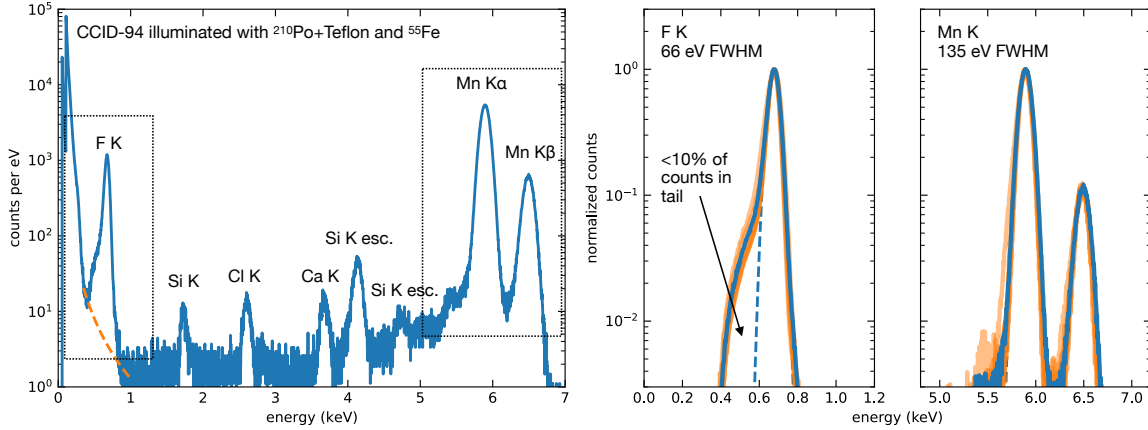 CCID-94 illuminated with ²¹⁰Po+Teflon and ⁵⁵Fe
F K
Si K
Cl K
Ca K
Si K esc.
Si K esc.
Mn Kα
Mn Kβ
counts per eV
10⁵
10⁴
10³
10²
10¹
10⁰
0 1 2 3 4 5 6 7
energy (keV)
F K
66 eV FWHM
<10% of
counts in
tail
normalized counts
10⁰
10⁻¹
10⁻²
0.0 0.2 0.4 0.6 0.8 1.0 1.2
Mn K
135 eV FWHM
5.0 5.5 6.0 6.5 7.0
energy (keV)